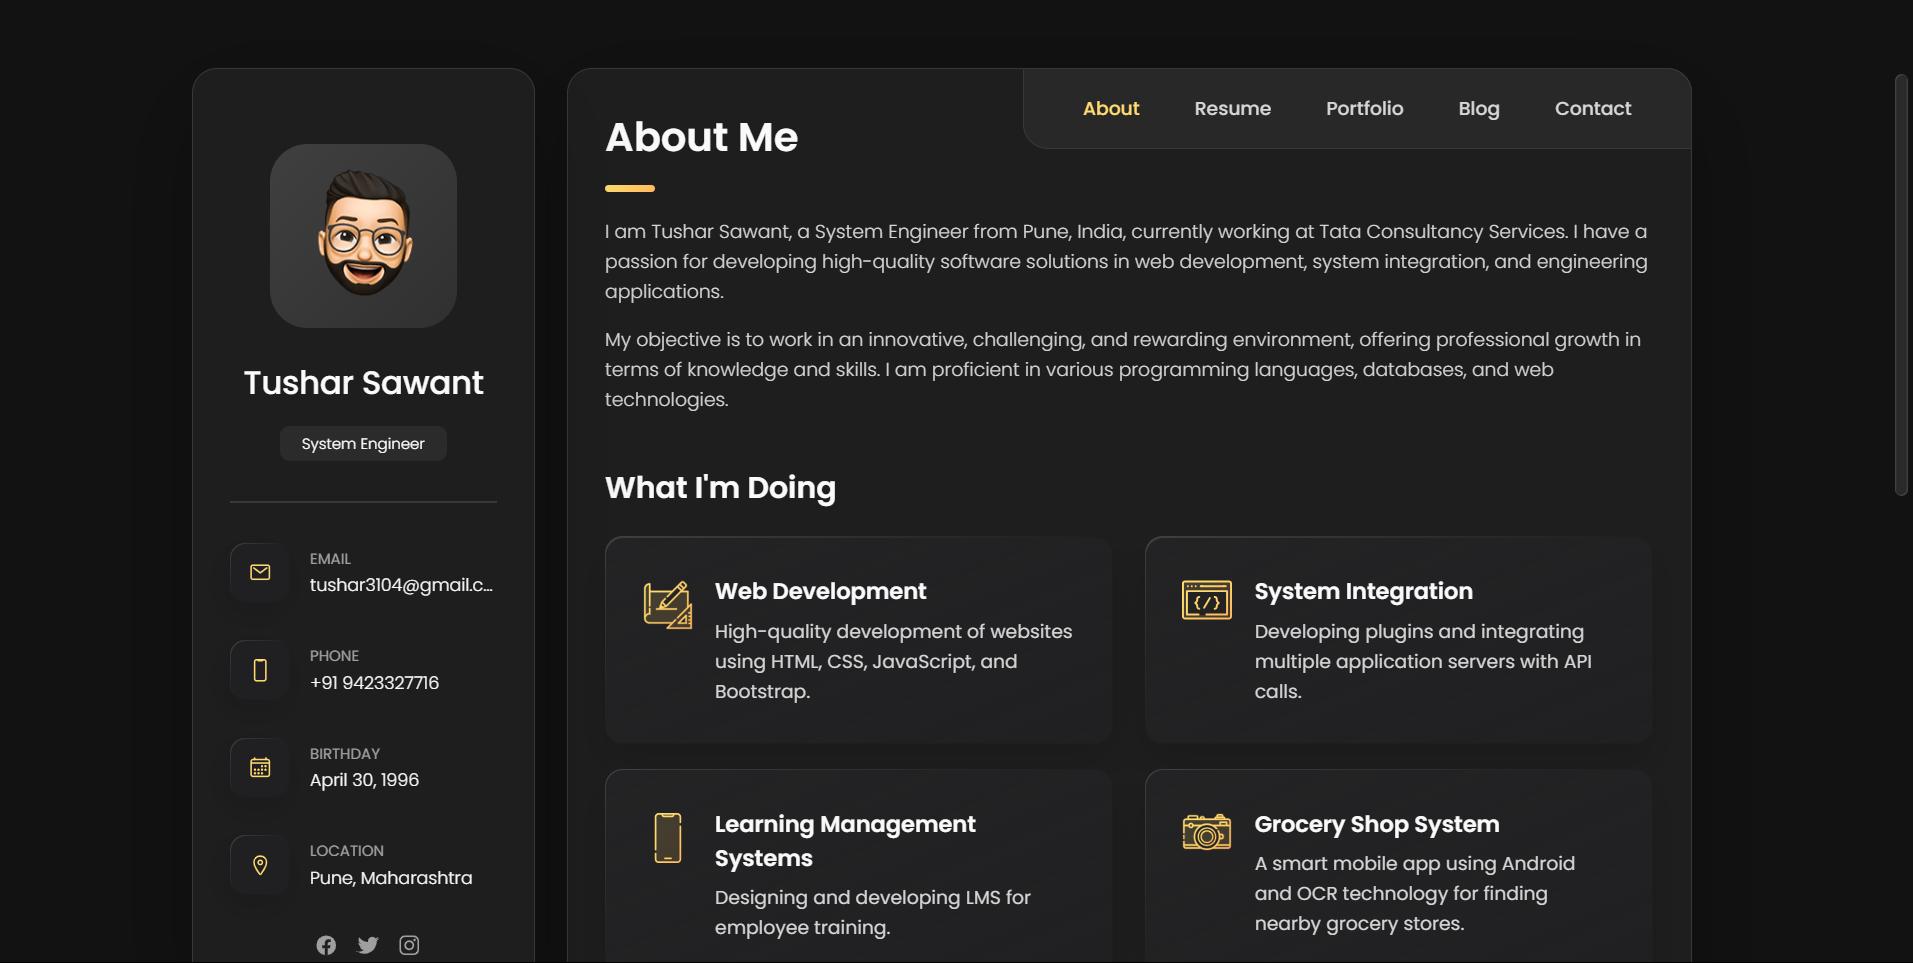 Tushar Sawant
System Engineer
EMAIL
tushar3104@gmail.c...
PHONE
+91 9423327716
BIRTHDAY
April 30, 1996
LOCATION
Pune, Maharashtra
About
Resume
Portfolio
Blog
Contact
About Me
I am Tushar Sawant, a System Engineer from Pune, India, currently working at Tata Consultancy Services. I have a
passion for developing high-quality software solutions in web development, system integration, and engineering
applications.
My objective is to work in an innovative, challenging, and rewarding environment, offering professional growth in
terms of knowledge and skills. I am proficient in various programming languages, databases, and web
technologies.
What I'm Doing
Web Development
High-quality development of websites
using HTML, CSS, JavaScript, and
Bootstrap.
System Integration
Developing plugins and integrating
multiple application servers with API
calls.
Learning Management
Systems
Designing and developing LMS for
employee training.
Grocery Shop System
A smart mobile app using Android
and OCR technology for finding
nearby grocery stores.